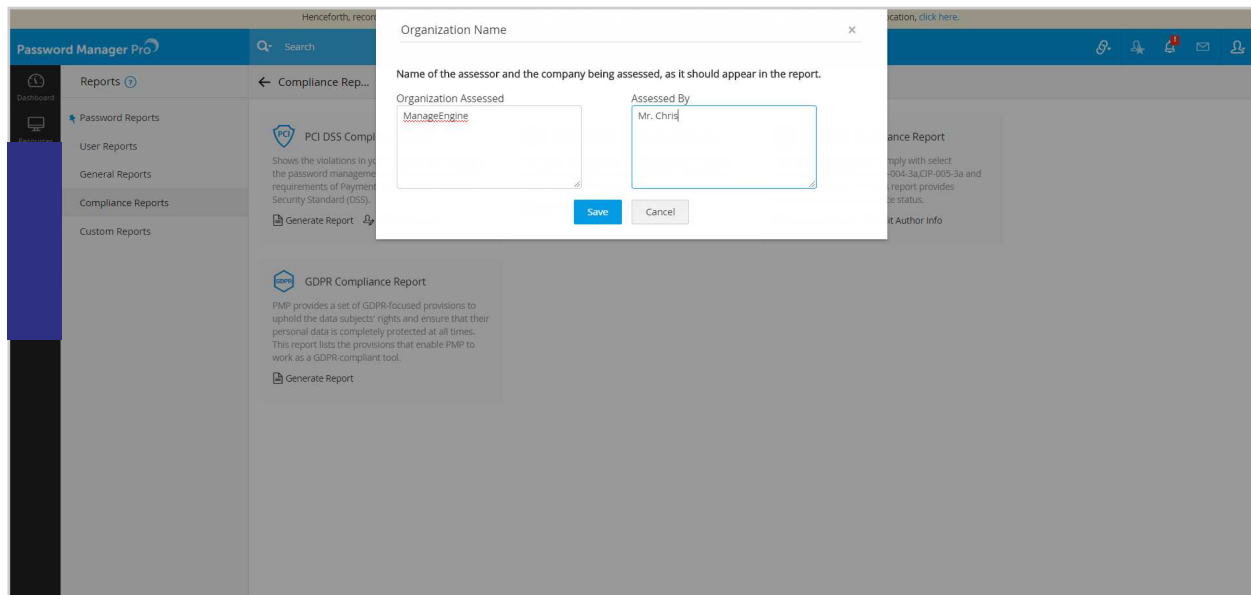 Henceforth, recor
ocation, click here.
Password Manager Pro
Search
Dashboard
Resources
Reports
Password Reports
User Reports
General Reports
Compliance Reports
Custom Reports
Compliance Rep...
Organization Name
×
Name of the assessor and the company being assessed, as it should appear in the report.
Organization Assessed
Assessed By
ManageEngine
Mr. Chris
Save
Cancel
PCI
PCI DSS Compl
Shows the violations in yo
the password manageme
requirements of Payment
Security Standard (DSS).
Generate Report
ance Report
mply with select
-004-3a,CIP-005-3a and
report provides
ce status.
it Author Info
GDPR
GDPR Compliance Report
PMP provides a set of GDPR-focused provisions to
uphold the data subjects' rights and ensure that their
personal data is completely protected at all times.
This report lists the provisions that enable PMP to
work as a GDPR-compliant tool.
Generate Report